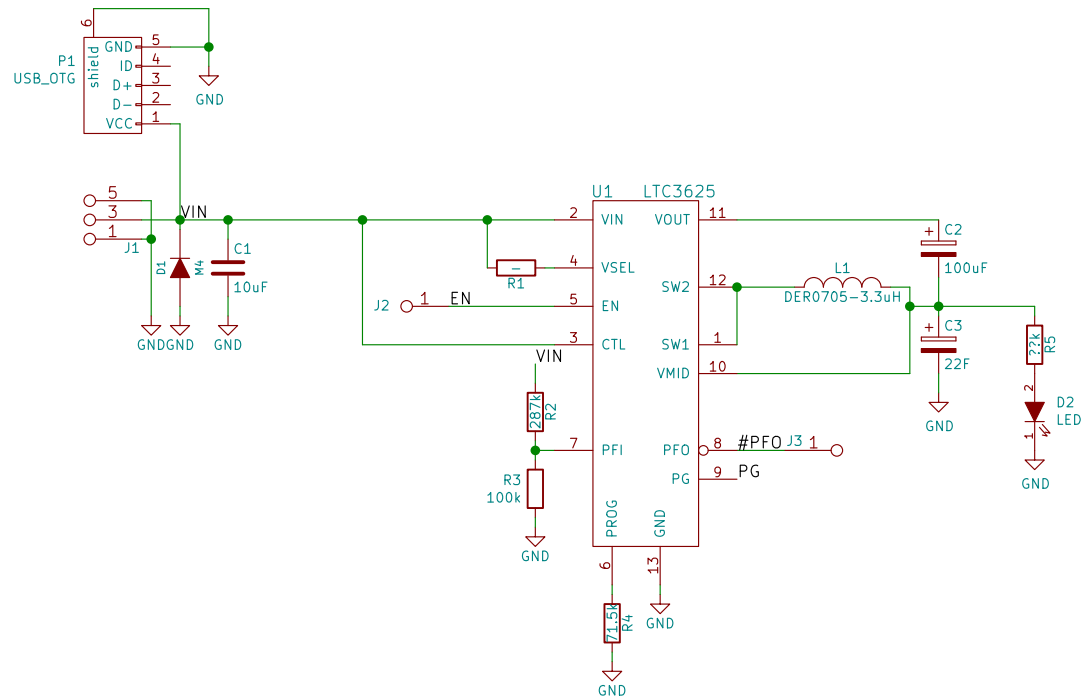 6
P1
USB_OTG
shield
GND 5
ID 4
D+ 3
D- 2
VCC 1
GND
5
3
1
J1
VIN
D1
M4
C1
10uF
GND
GND
GND
U1 LTC3625
2 VIN
4 VSEL
5 EN
3 CTL
7 PFI
VOUT 11
SW2 12
SW1 1
VMID 10
PFO 8
PG 9
PROG
GND
6
13
–
R1
J2 1 EN
VIN
287k
R2
R3
100k
GND
71.5k
R4
GND
GND
L1
DER0705-3.3uH
+ C2
100uF
+ C3
22F
GND
??k
R5
2
D2
LED
1
GND
#PFO J3 1
PG